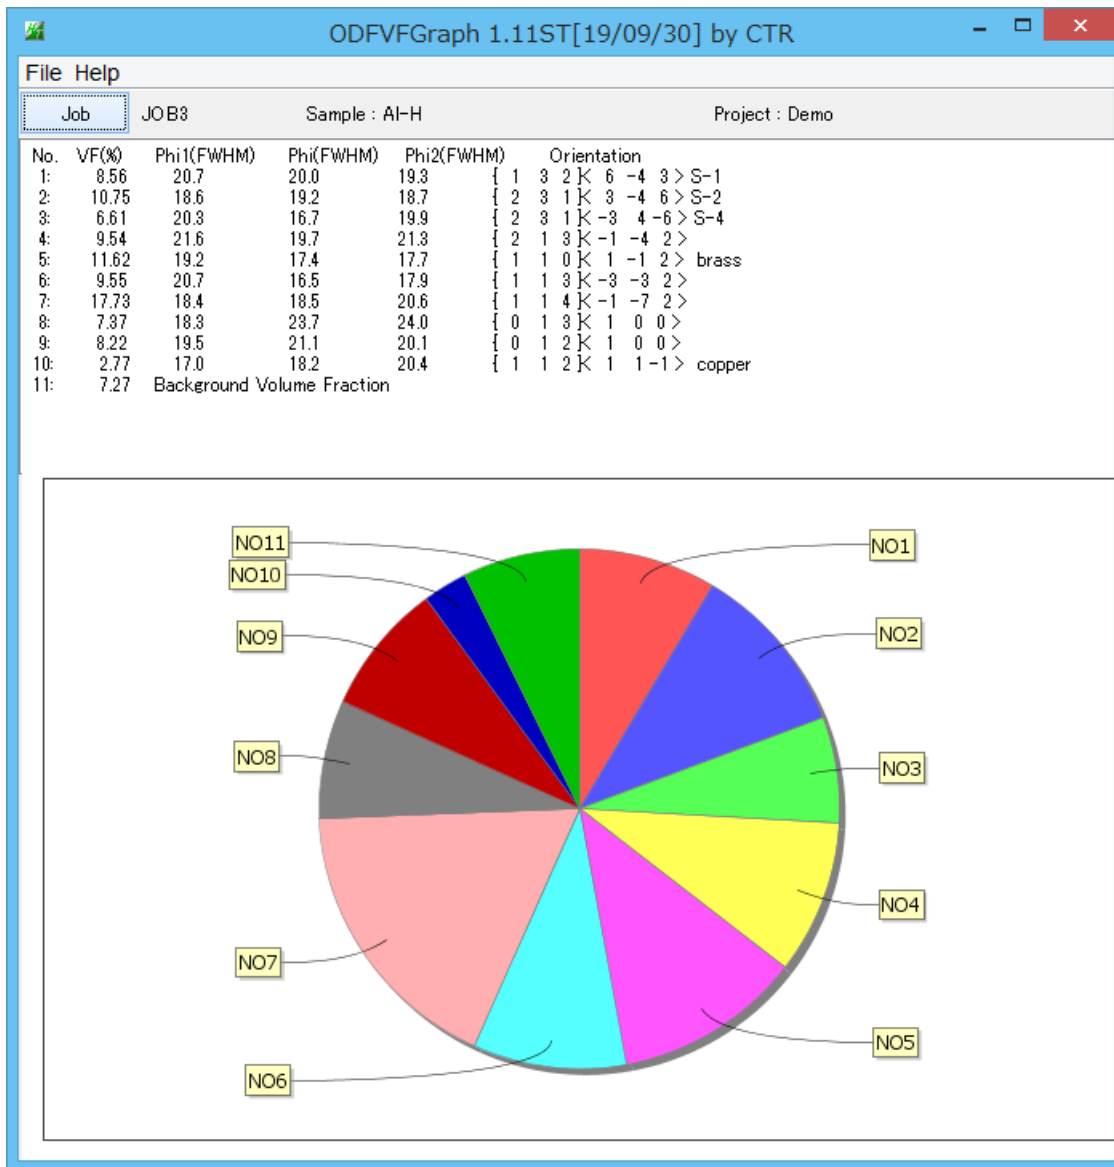 ODFVFGraph 1.11ST[19/09/30] by CTR
File Help
Job JOB3 Sample : Al-H Project : Demo
No. VF(%) Phi1(FWHM) Phi(FWHM) Phi2(FWHM) Orientation
1: 8.56 20.7 20.0 19.3 { 1 3 2}< 6 -4 3> S-1
2: 10.75 18.6 19.2 18.7 { 2 3 1}< 3 -4 6> S-2
3: 6.61 20.3 16.7 19.9 { 2 3 1}< -3 4 -6> S-4
4: 9.54 21.6 19.7 21.3 { 2 1 3}< -1 -4 2>
5: 11.62 19.2 17.4 17.7 { 1 1 0}< 1 -1 2> brass
6: 9.55 20.7 16.5 17.9 { 1 1 3}< -3 -3 2>
7: 17.73 18.4 18.5 20.6 { 1 1 4}< -1 -7 2>
8: 7.37 18.3 23.7 24.0 { 0 1 3}< 1 0 0>
9: 8.22 19.5 21.1 20.1 { 0 1 2}< 1 0 0>
10: 2.77 17.0 18.2 20.4 { 1 1 2}< 1 1 -1> copper
11: 7.27 Background Volume Fraction
NO11
NO1
NO10
NO9
NO2
NO8
NO3
NO4
NO7
NO5
NO6